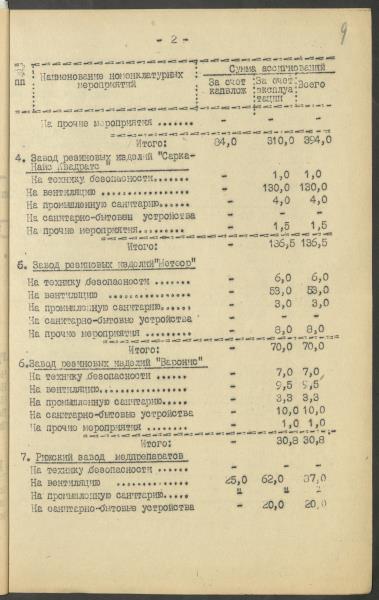 - 2 -
9
№№ пп
Наименование номенклатурных мероприятий
Сумма ассигнований
За счет капвлож
За счет эксплуатации
Всего
На прочие мероприятия ........
Итого: 84,0 310,0 394,0
4. Завод резиновых изделий "Сарка-
найс Квадратс"
На технику безопасности....... - 1,0 1,0
На вентиляцию ................. - 130,0 130,0
На промышленную санитарию...... - 4,0 4,0
На санитарно-бытовые устройства - - -
На прочие мероприятия.......... - 1,5 1,5
Итого: - 136,5 136,5
6. Завод резиновых изделий "Метеор"
На технику безопасности ....... - 6,0 6,0
На вентиляцию ................ - 53,0 53,0
На промышленную санитарию..... - 3,0 3,0
На санитарно-бытовые устройства - - -
На прочие мероприятия ........ - 8,0 8,0
Итого: - 70,0 70,0
6. Завод резиновых изделий "Варонис"
На технику безопасности ...... - 7,0 7,0
На вентиляцию................. - 9,5 9,5
На промышленную санитарию..... - 3,3 3,3
На санитарно-бытовые устройства - 10,0 10,0
На прочие мероприятия ........ - 1,0 1,0
Итого: - 30,8 30,8
7. Рижский завод медпрепаратов
На технику безопасности ...... - - -
На вентиляцию ............... 25,0 62,0 37,0
На промышленную санитарию..... " "
На санитарно-бытовые устройства - 20,0 20,0